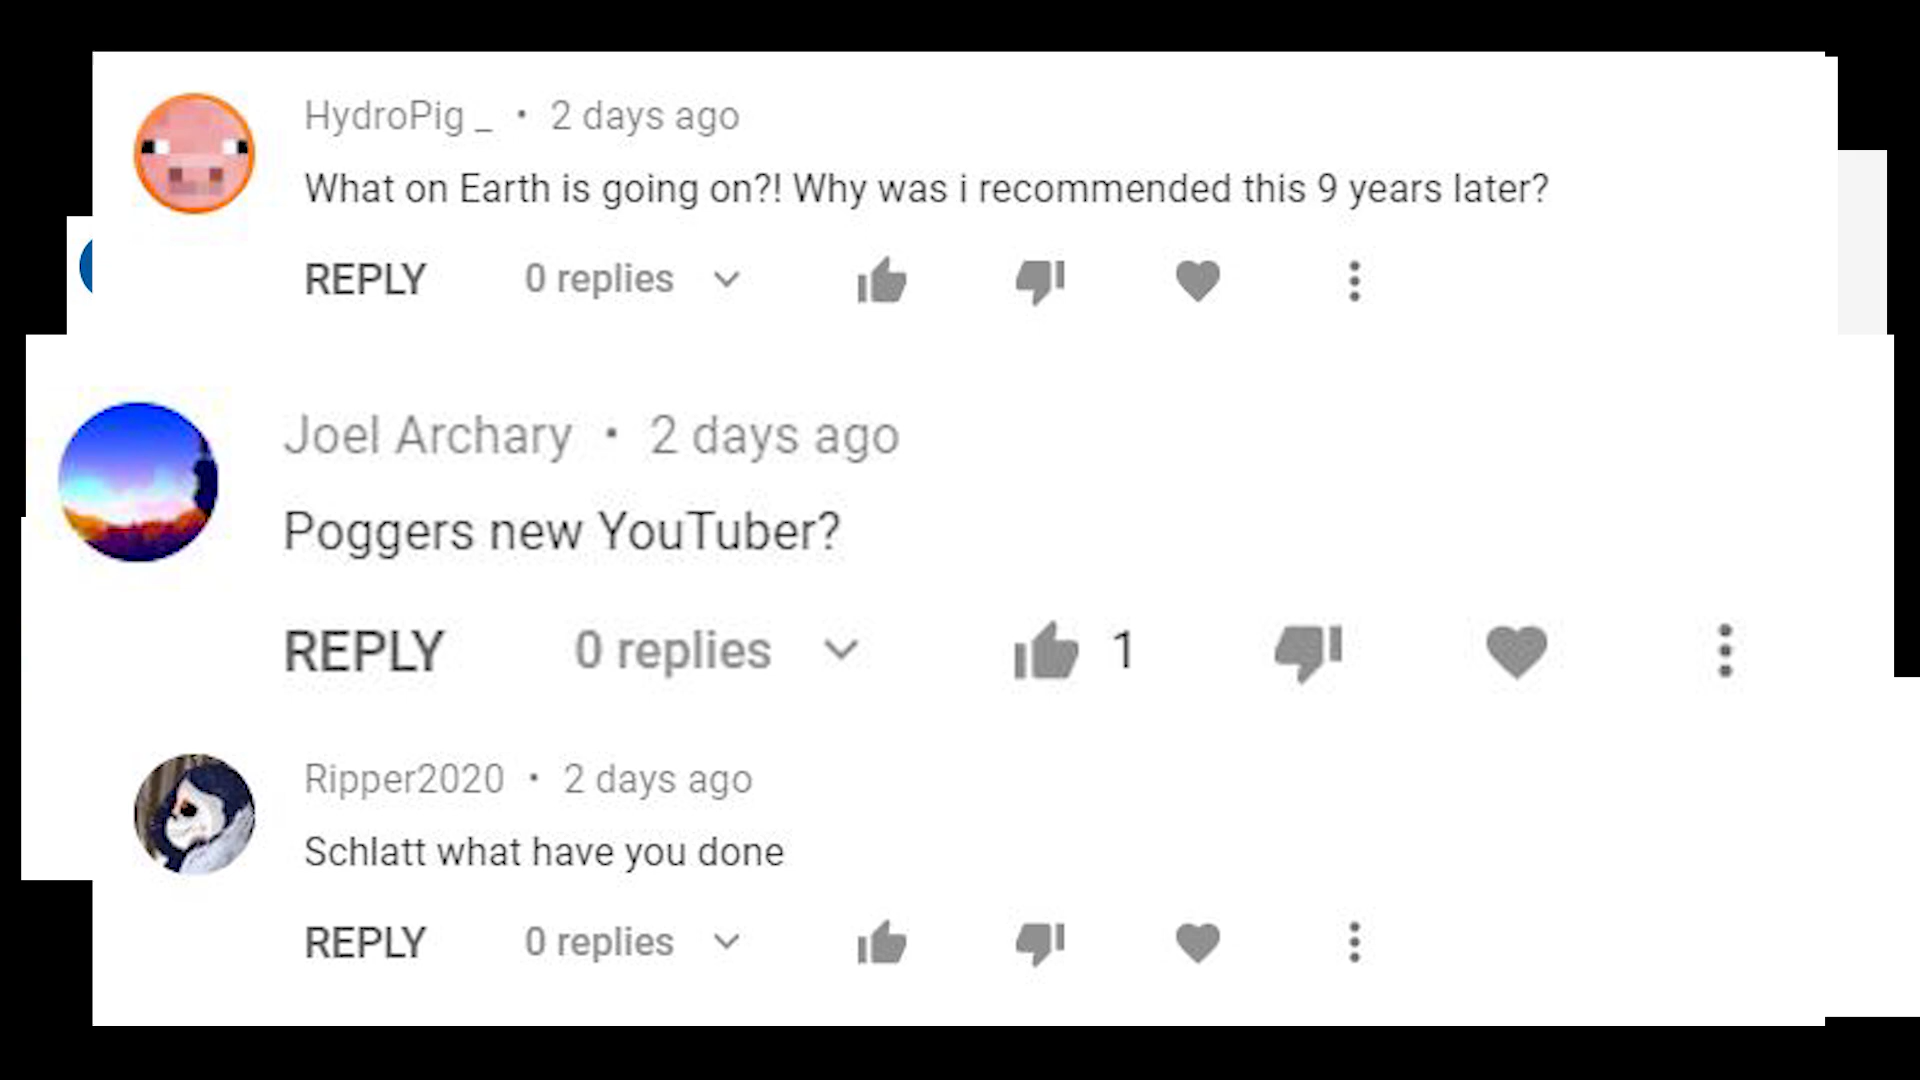 HydroPig _ • 2 days ago
What on Earth is going on?! Why was i recommended this 9 years later?
REPLY 0 replies
Joel Archary • 2 days ago
Poggers new YouTuber?
REPLY 0 replies 1
Ripper2020 • 2 days ago
Schlatt what have you done
REPLY 0 replies